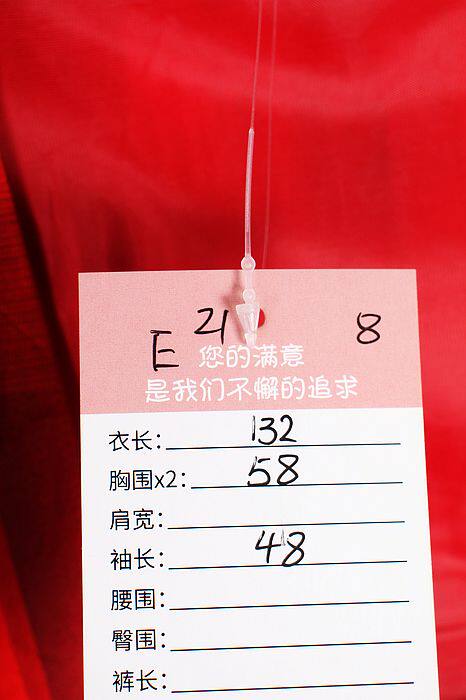 E 21 8
您的满意
是我们不懈的追求
衣长: 132
胸围x2: 58
肩宽:
袖长: 48
腰围:
臀围:
裤长: